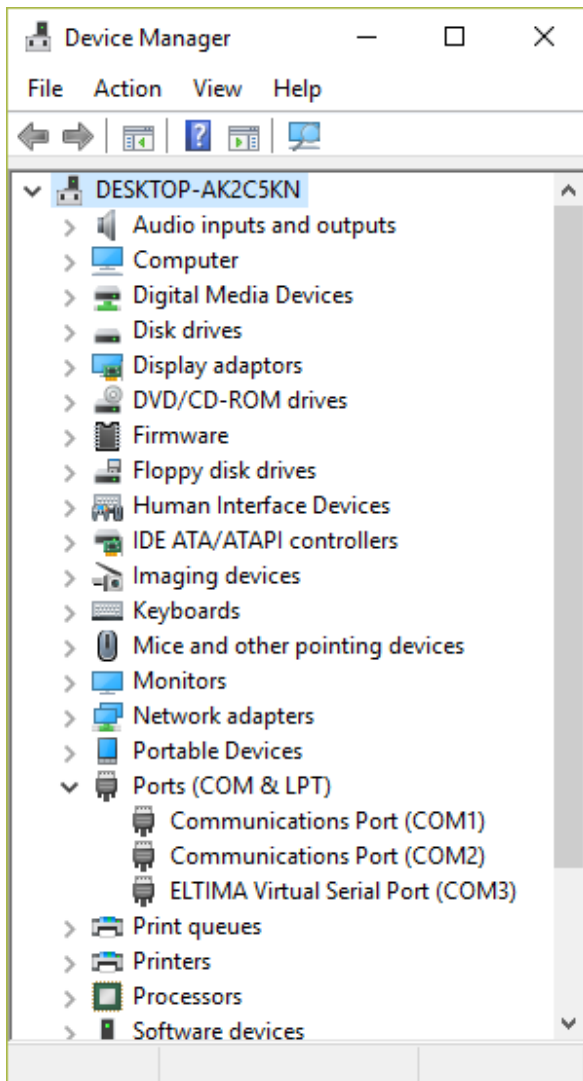 Device Manager
File Action View Help
DESKTOP-AK2C5KN
Audio inputs and outputs
Computer
Digital Media Devices
Disk drives
Display adaptors
DVD/CD-ROM drives
Firmware
Floppy disk drives
Human Interface Devices
IDE ATA/ATAPI controllers
Imaging devices
Keyboards
Mice and other pointing devices
Monitors
Network adapters
Portable Devices
Ports (COM & LPT)
Communications Port (COM1)
Communications Port (COM2)
ELTIMA Virtual Serial Port (COM3)
Print queues
Printers
Processors
Software devices